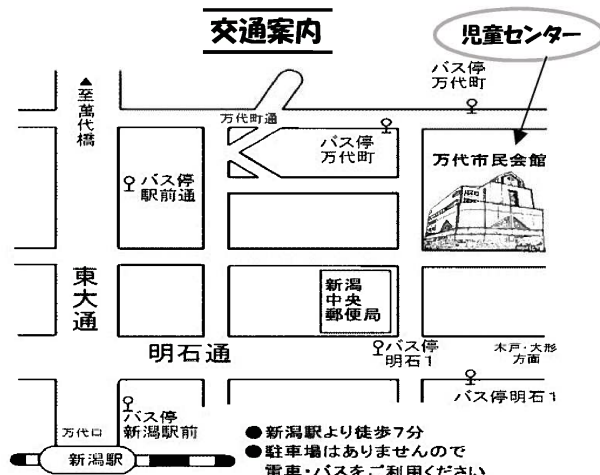 交通案内
児童センター
バス停
万代町
▲至萬代橋
万代町通
バス停
万代町
万代市民会館
バス停
駅前通
東大通
新潟
中央
郵便局
明石通
バス停
明石1
木戸・大形
方面
バス停明石1
バス停
新潟駅前
万代口
新潟駅
●新潟駅より徒歩7分
●駐車場はありませんので
電車・バスをご利用ください